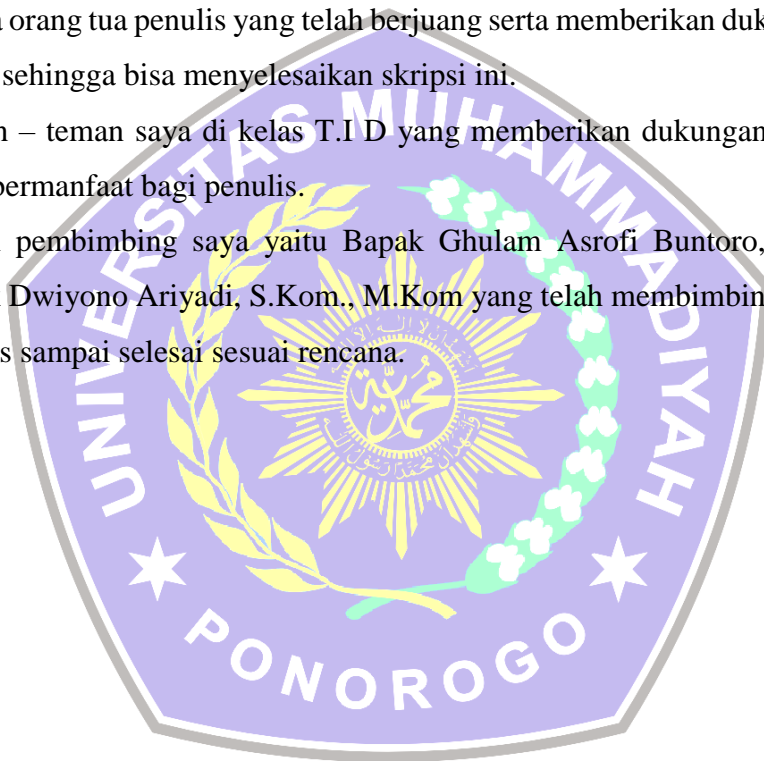 orang tua penulis yang telah berjuang serta memberikan
sehingga bisa menyelesaikan skripsi ini.
– teman saya di kelas T.I D yang memberikan dukungan
bermanfaat bagi penulis.
pembimbing saya yaitu Bapak Ghulam Asrofi Buntoro,
Dwiyono Ariyadi, S.Kom., M.Kom yang telah
sampai selesai sesuai rencana.
UNIVERSITAS MUHAMMADIYAH
محمدية
PONOROGO